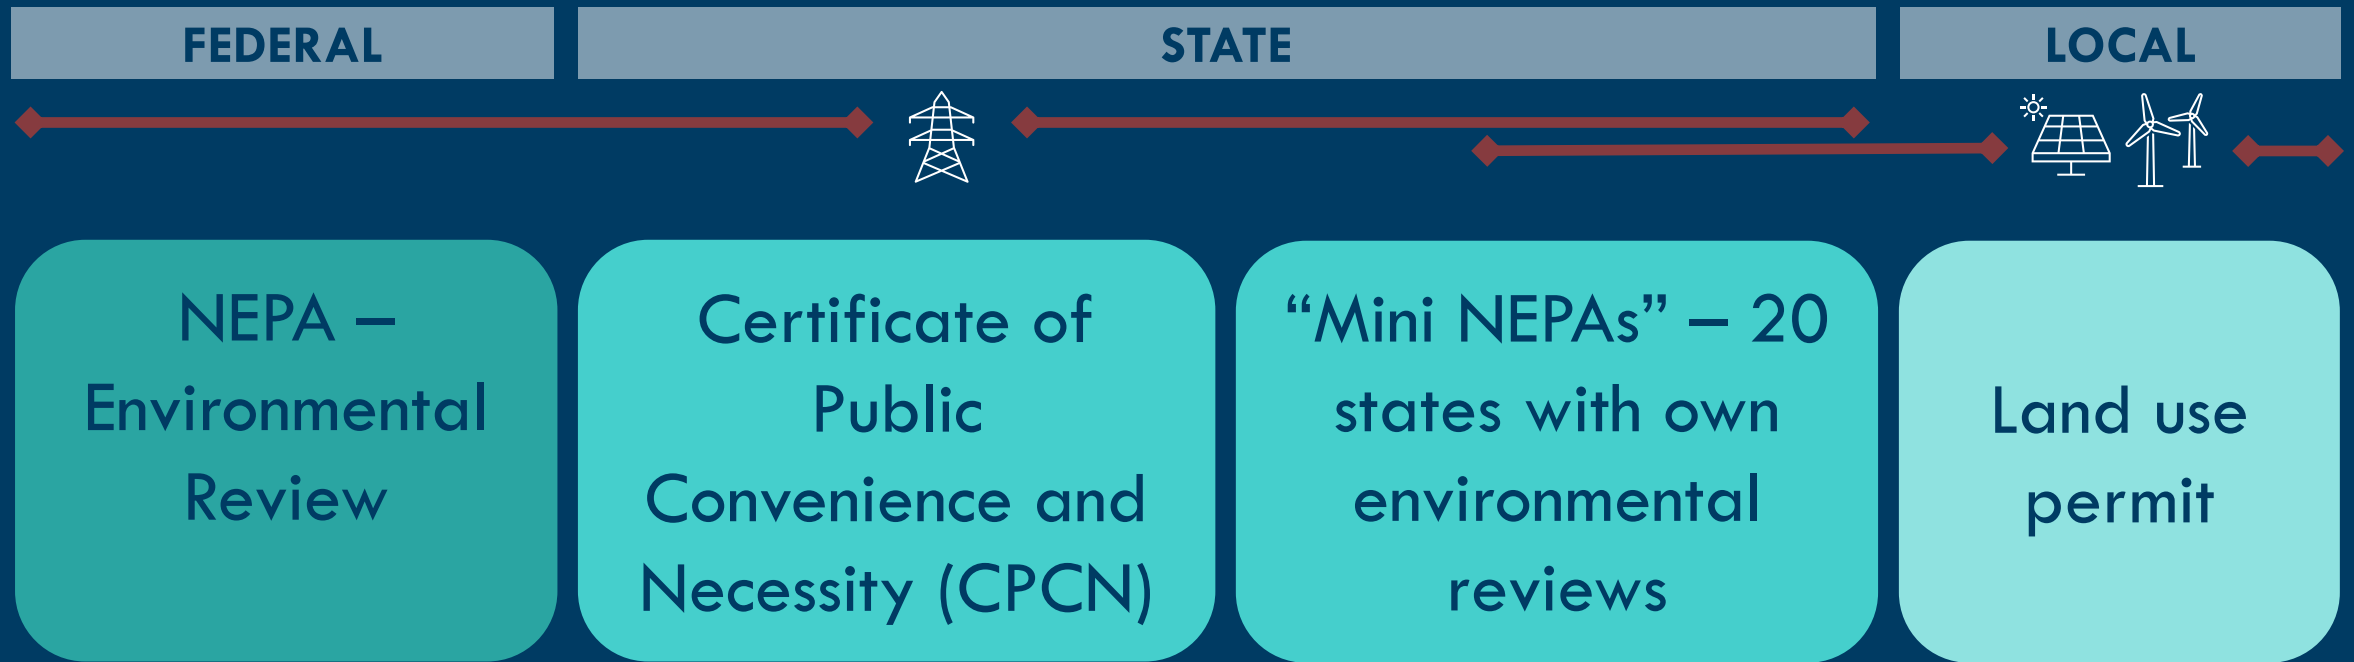 FEDERAL
STATE
LOCAL
NEPA –
Environmental
Review
Certificate of
Public
Convenience and
Necessity (CPCN)
“Mini NEPAs” – 20
states with own
environmental
reviews
Land use
permit